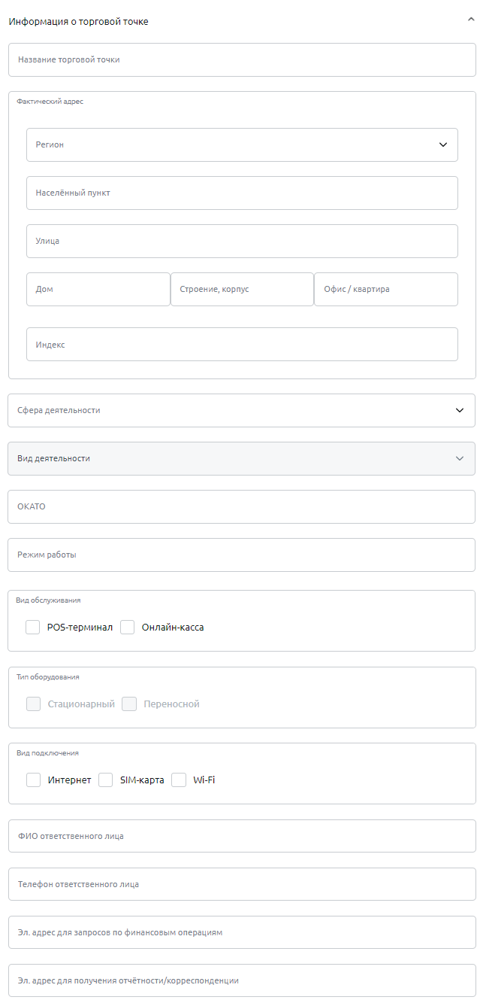 Информация о торговой точке
Название торговой точки
Фактический адрес
Регион
Населённый пункт
Улица
Дом
Строение, корпус
Офис / квартира
Индекс
Сфера деятельности
Вид деятельности
ОКАТО
Режим работы
Вид обслуживания
POS-терминал
Онлайн-касса
Тип оборудования
Стационарный
Переносной
Вид подключения
Интернет
SIM-карта
Wi-Fi
ФИО ответственного лица
Телефон ответственного лица
Эл. адрес для запросов по финансовым операциям
Эл. адрес для получения отчётности/корреспонденции